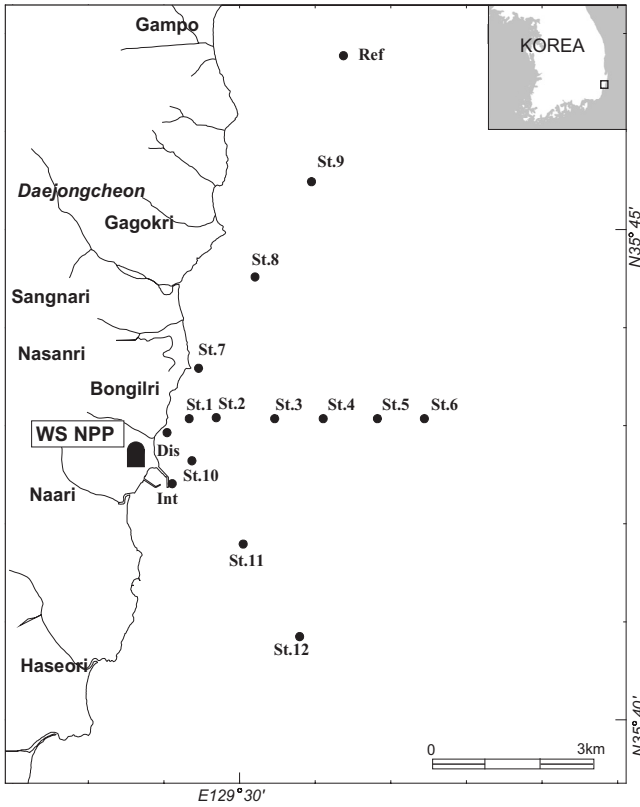 Gampo
KOREA
Ref
St.9
Daejongcheon
Gagokri
N35° 45'
St.8
Sangnari
Nasanri
St.7
Bongilri
St.1
St.2
St.3
St.4
St.5
St.6
WS NPP
Dis
St.10
Naari
Int
St.11
St.12
Haseori
N35° 40'
0
3km
E129° 30'